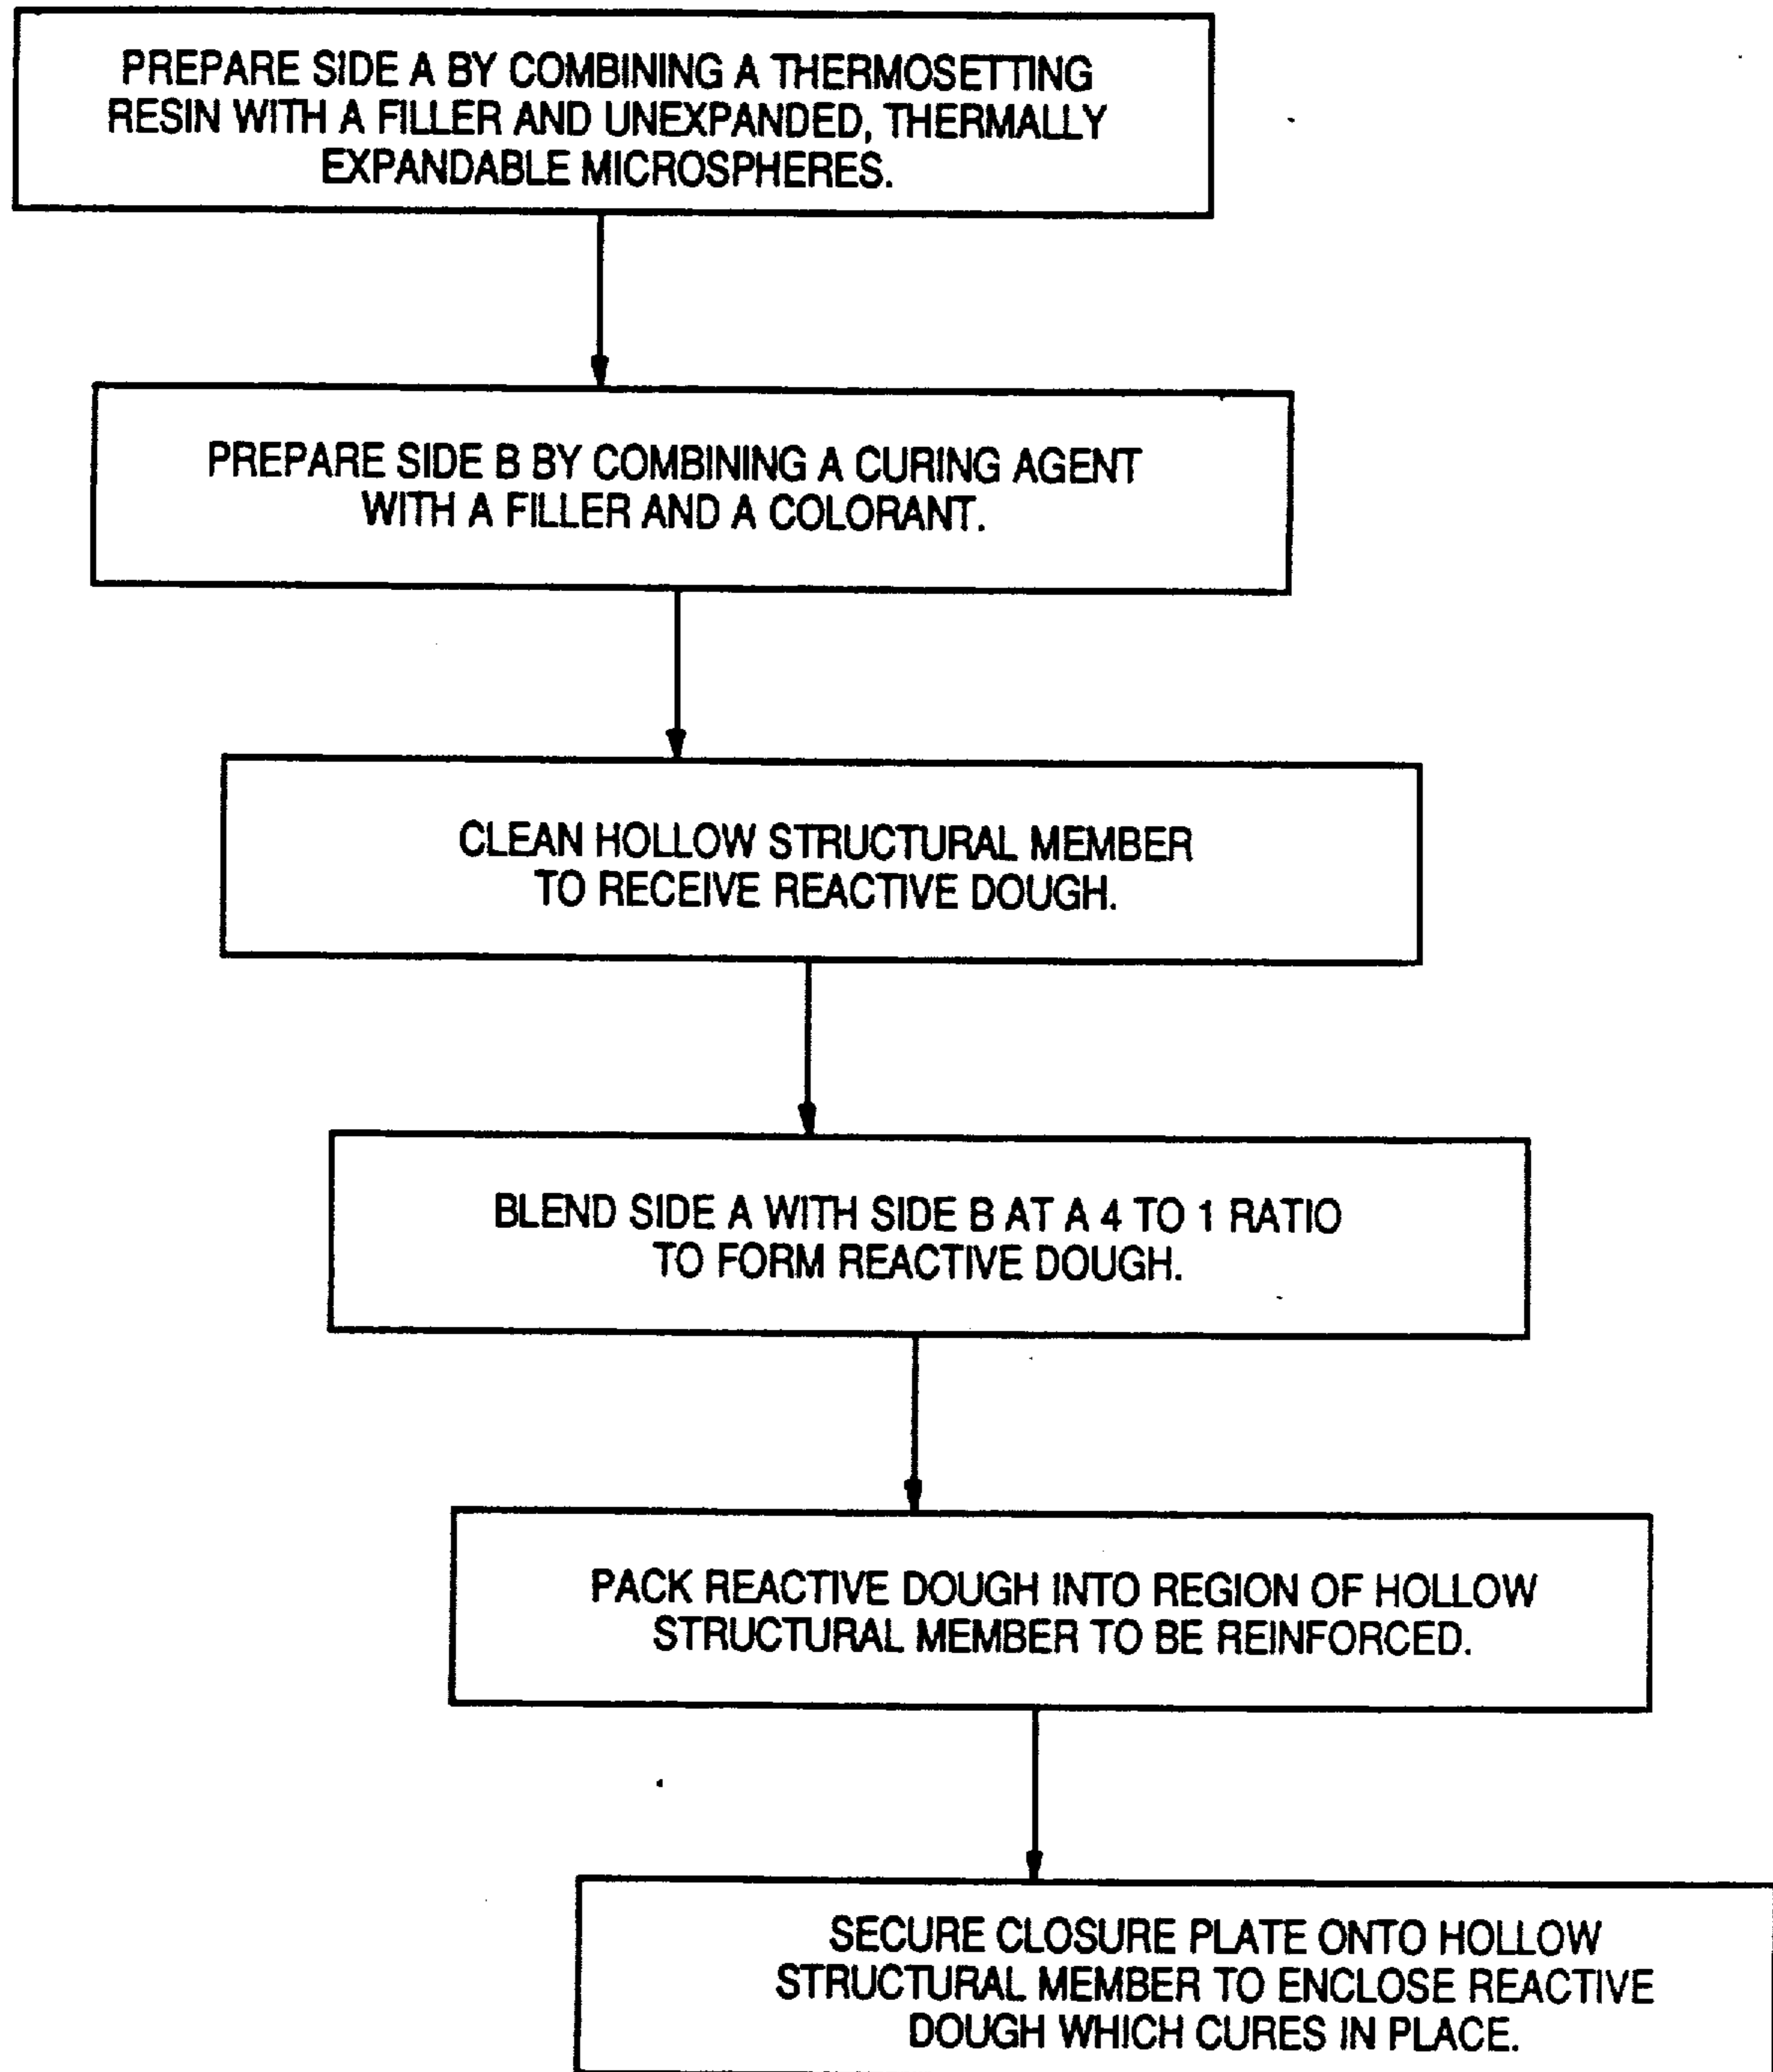 PREPARE SIDE A BY COMBINING A THERMOSETTING
RESIN WITH A FILLER AND UNEXPANDED, THERMALLY
EXPANDABLE MICROSPHERES.
PREPARE SIDE B BY COMBINING A CURING AGENT
WITH A FILLER AND A COLORANT.
CLEAN HOLLOW STRUCTURAL MEMBER
TO RECEIVE REACTIVE DOUGH.
BLEND SIDE A WITH SIDE B AT A 4 TO 1 RATIO
TO FORM REACTIVE DOUGH.
PACK REACTIVE DOUGH INTO REGION OF HOLLOW
STRUCTURAL MEMBER TO BE REINFORCED.
SECURE CLOSURE PLATE ONTO HOLLOW
STRUCTURAL MEMBER TO ENCLOSE REACTIVE
DOUGH WHICH CURES IN PLACE.